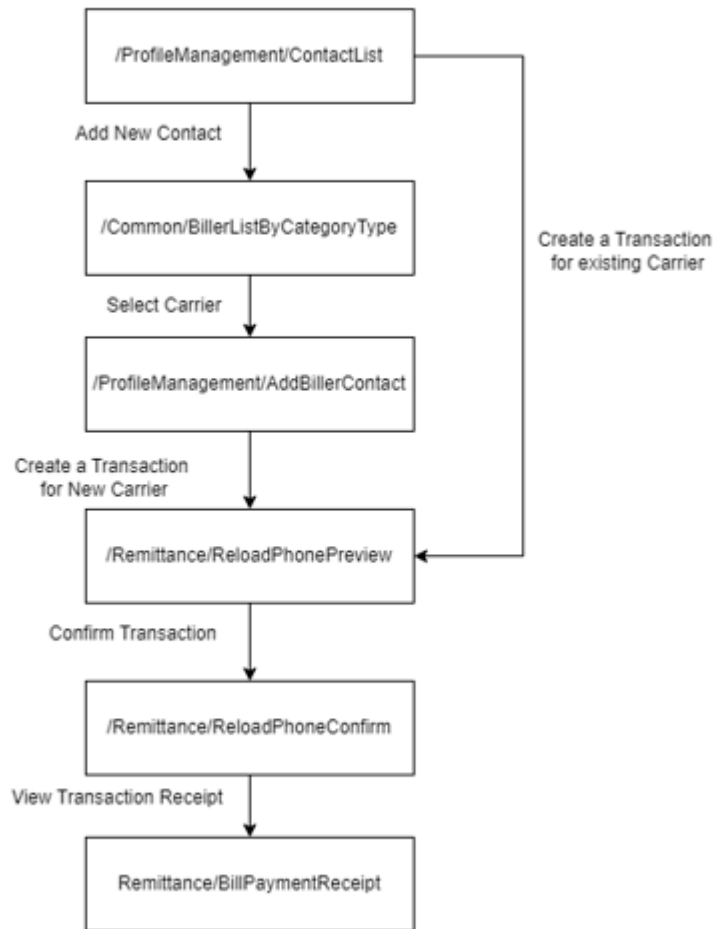 /ProfileManagement/ContactList
Add New Contact
/Common/BillerListByCategoryType
Create a Transaction
for existing Carrier
Select Carrier
/ProfileManagement/AddBillerContact
Create a Transaction
for New Carrier
/Remittance/ReloadPhonePreview
Confirm Transaction
/Remittance/ReloadPhoneConfirm
View Transaction Receipt
Remittance/BillPaymentReceipt